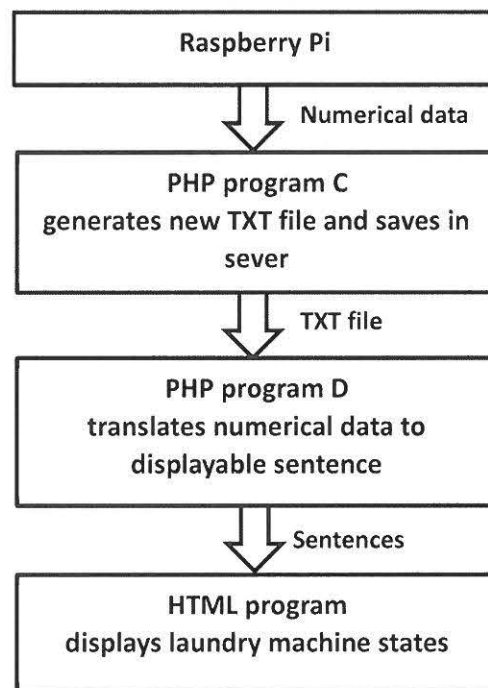 Raspberry Pi
Numerical data
PHP program C
generates new TXT file and saves in
sever
TXT file
PHP program D
translates numerical data to
displayable sentence
Sentences
HTML program
displays laundry machine states